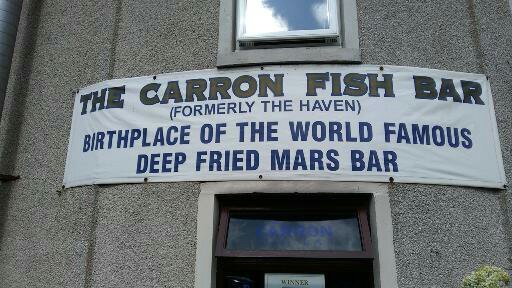 THE CARRON FISH BAR
(FORMERLY THE HAVEN)
BIRTHPLACE OF THE WORLD FAMOUS
DEEP FRIED MARS BAR
CARRON
WINNER